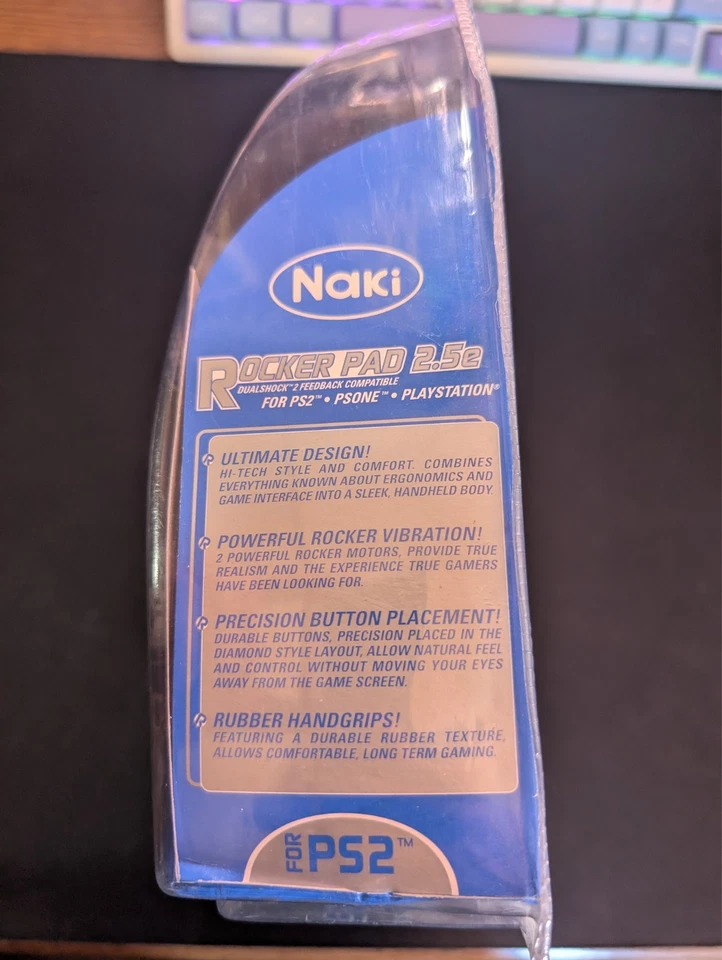 Naki
ROCKER PAD 2.5e
DUALSHOCK™2 FEEDBACK COMPATIBLE
FOR PS2™ • PSONE™ • PLAYSTATION®
ULTIMATE DESIGN!
HI-TECH STYLE AND COMFORT. COMBINES
EVERYTHING KNOWN ABOUT ERGONOMICS AND
GAME INTERFACE INTO A SLEEK, HANDHELD BODY.
POWERFUL ROCKER VIBRATION!
2 POWERFUL ROCKER MOTORS, PROVIDE TRUE
REALISM AND THE EXPERIENCE TRUE GAMERS
HAVE BEEN LOOKING FOR.
PRECISION BUTTON PLACEMENT!
DURABLE BUTTONS, PRECISION PLACED IN THE
DIAMOND STYLE LAYOUT, ALLOW NATURAL FEEL
AND CONTROL WITHOUT MOVING YOUR EYES
AWAY FROM THE GAME SCREEN.
RUBBER HANDGRIPS!
FEATURING A DURABLE RUBBER TEXTURE,
ALLOWS COMFORTABLE, LONG TERM GAMING.
FOR PS2™